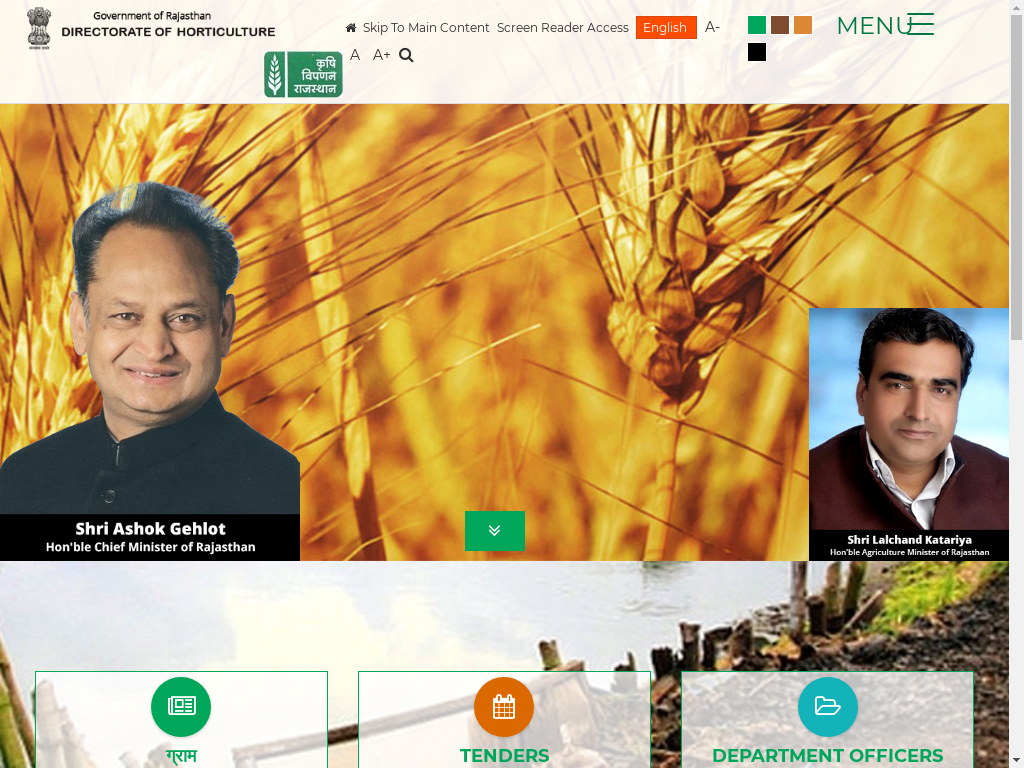 Government of Rajasthan
DIRECTORATE OF HORTICULTURE
Skip To Main Content Screen Reader Access English A-
A A+
MENU
कृषि
विपणन
राजस्थान
Shri Ashok Gehlot
Hon'ble Chief Minister of Rajasthan
Shri Lalchand Katariya
Hon'ble Agriculture Minister of Rajasthan
ग्राम
TENDERS
DEPARTMENT OFFICERS